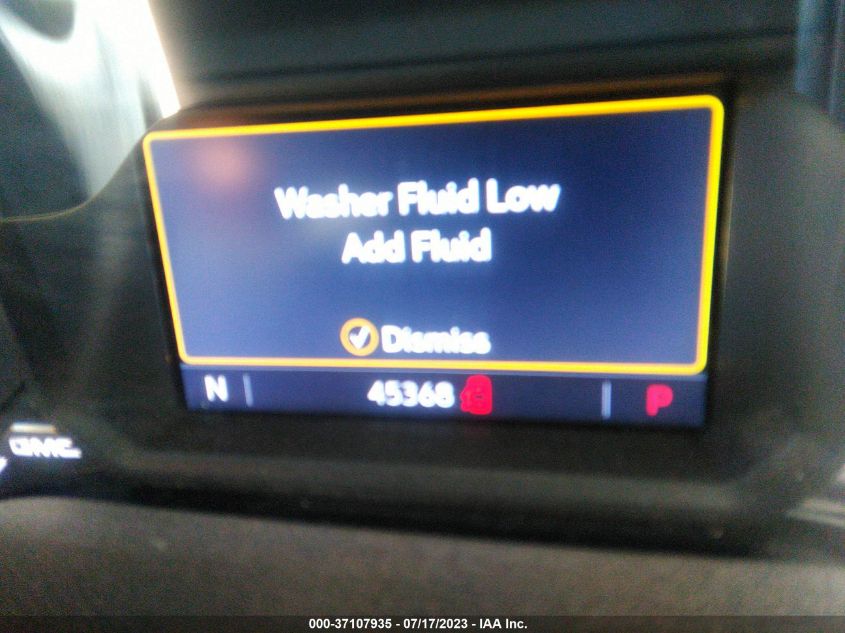 Washer Fluid Low
Add Fluid
Dismiss
N 45368 P
GMC
000-37107935 - 07/17/2023 - IAA Inc.